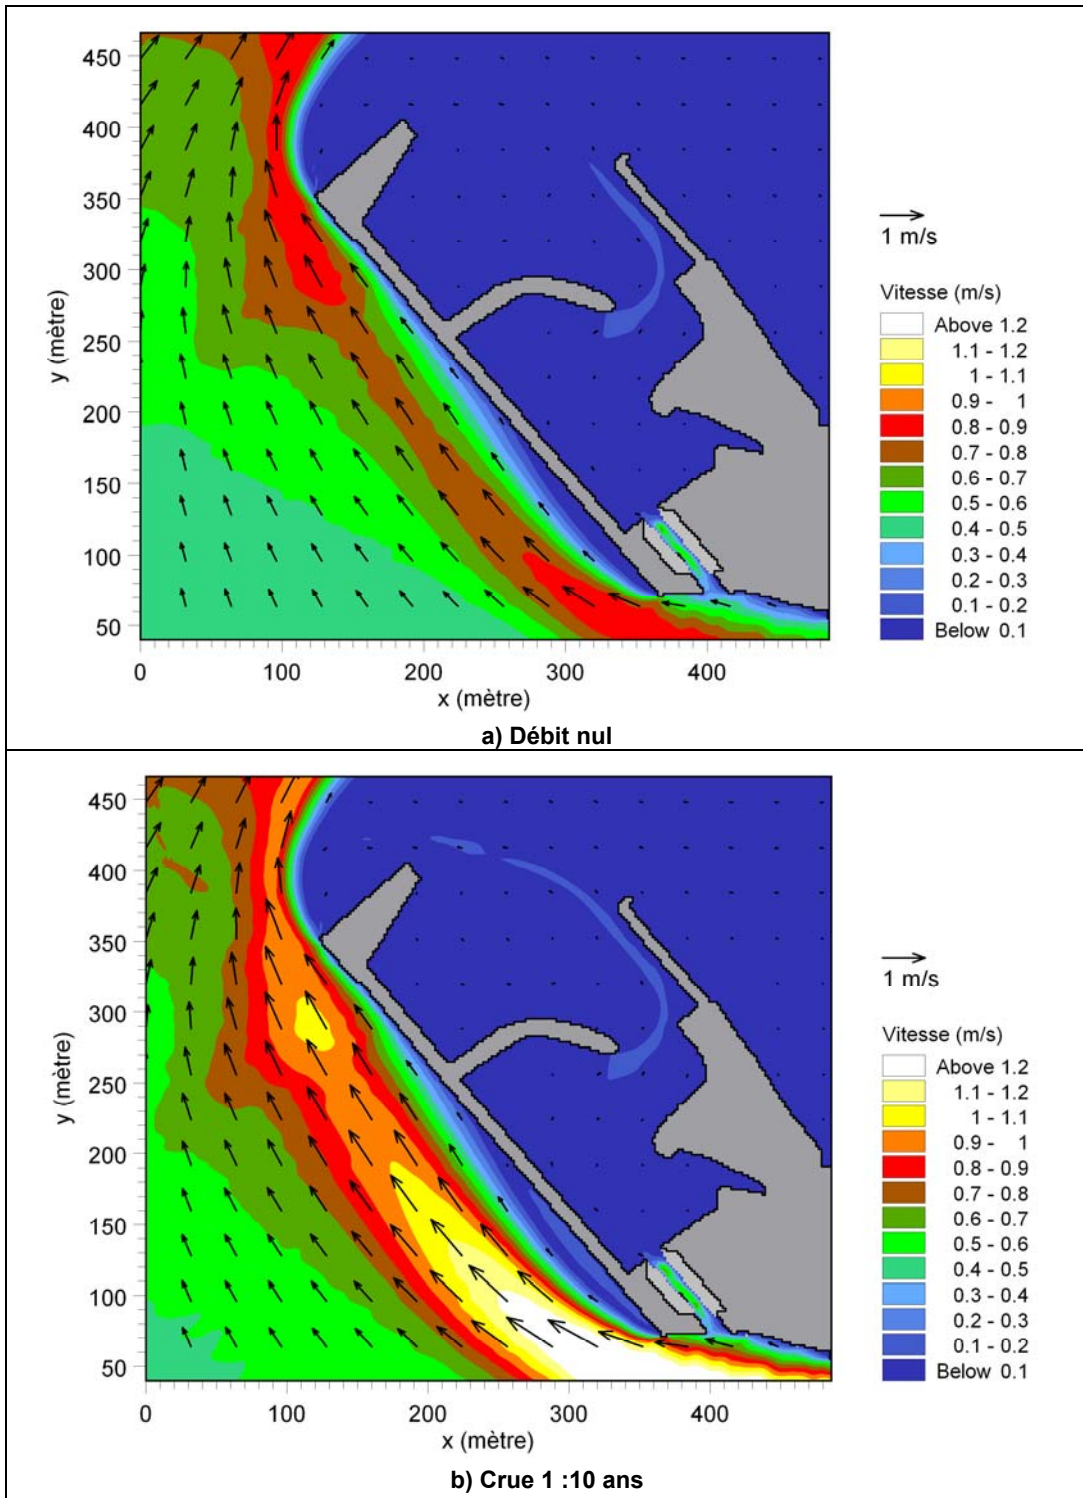 450
400
350
300
250
200
150
100
50
y (mètre)
0
100
200
300
400
x (mètre)
1 m/s
Vitesse (m/s)
Above 1.2
1.1 - 1.2
1 - 1.1
0.9 - 1
0.8 - 0.9
0.7 - 0.8
0.6 - 0.7
0.5 - 0.6
0.4 - 0.5
0.3 - 0.4
0.2 - 0.3
0.1 - 0.2
Below 0.1
a) Débit nul
450
400
350
300
250
200
150
100
50
y (mètre)
0
100
200
300
400
x (mètre)
1 m/s
Vitesse (m/s)
Above 1.2
1.1 - 1.2
1 - 1.1
0.9 - 1
0.8 - 0.9
0.7 - 0.8
0.6 - 0.7
0.5 - 0.6
0.4 - 0.5
0.3 - 0.4
0.2 - 0.3
0.1 - 0.2
Below 0.1
b) Crue 1 :10 ans